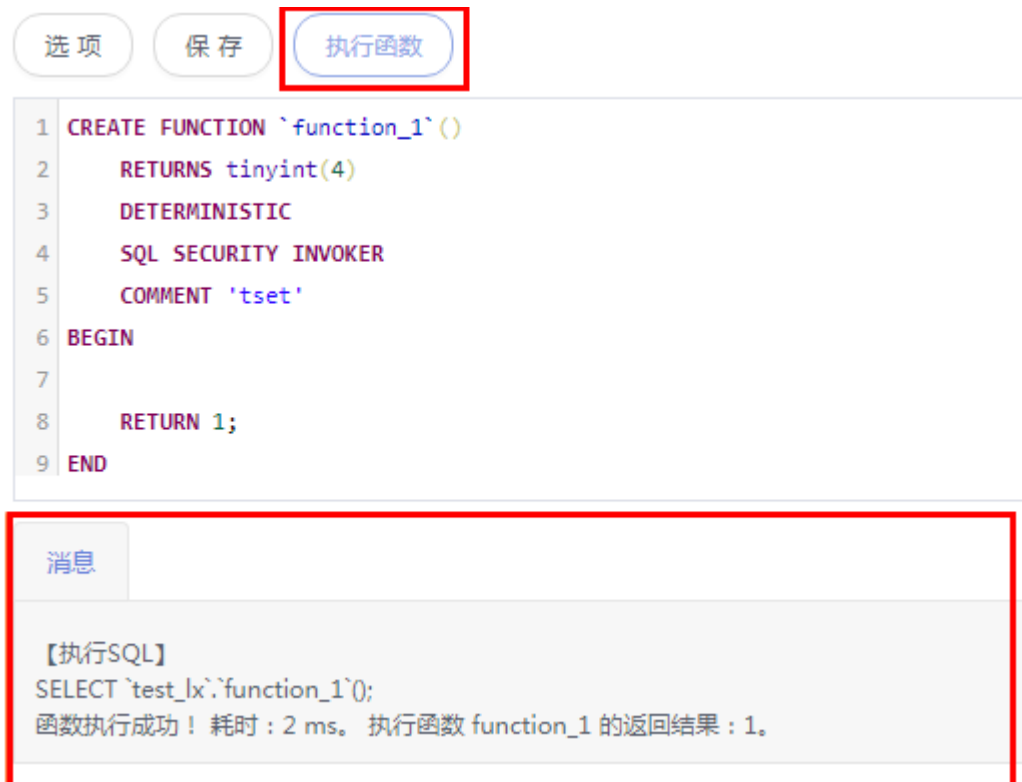 选 项 保 存 执行函数
1 CREATE FUNCTION `function_1`()
2 RETURNS tinyint(4)
3 DETERMINISTIC
4 SQL SECURITY INVOKER
5 COMMENT 'tset'
6 BEGIN
7
8 RETURN 1;
9 END
消息
【执行SQL】
SELECT `test_lx`.`function_1`();
函数执行成功！ 耗时：2 ms。 执行函数 function_1 的返回结果：1。